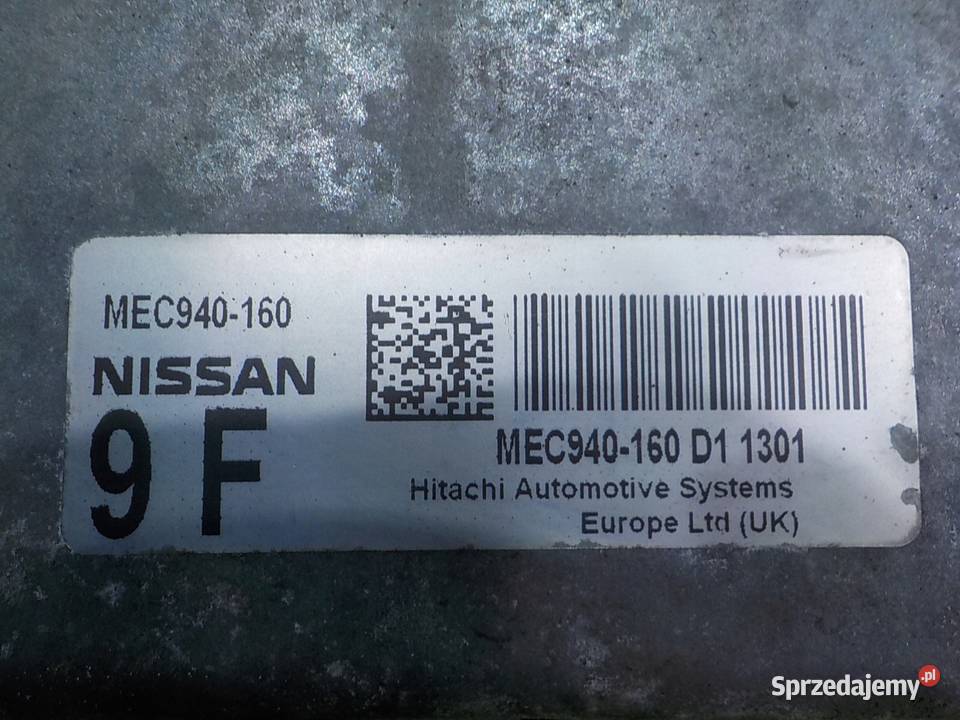 MEC940-160
NISSAN
9 F
MEC940-160 D1 1301
Hitachi Automotive Systems
Europe Ltd (UK)
Sprzedajemy.pl